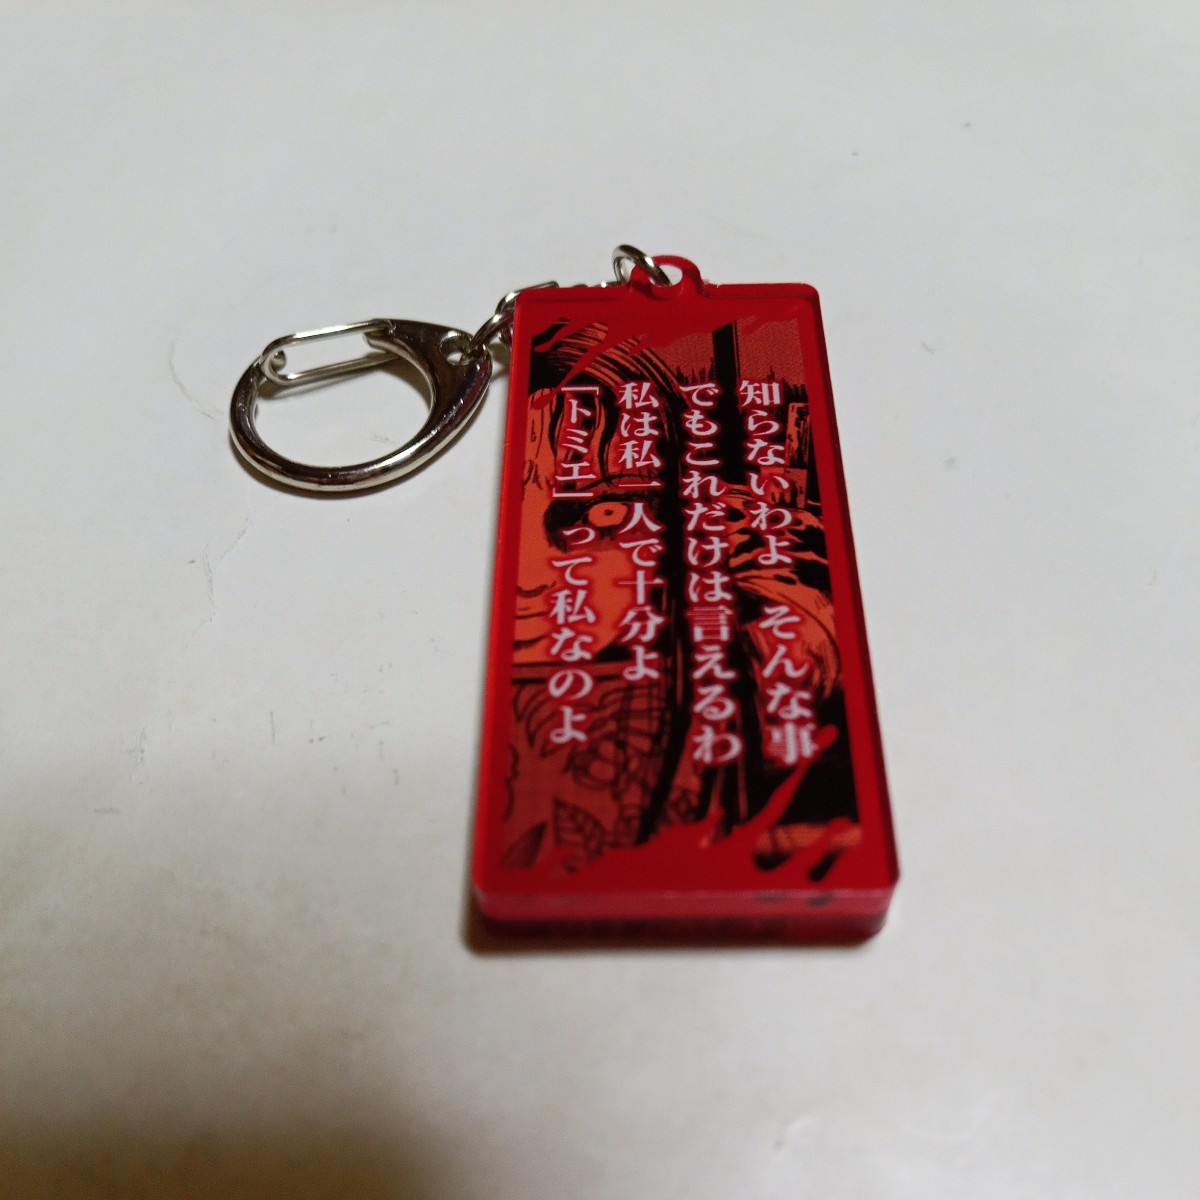 知らないわよ　そんな事
でもこれだけは言えるわ
私は私一人で十分よ
「トミエ」って私なのよ